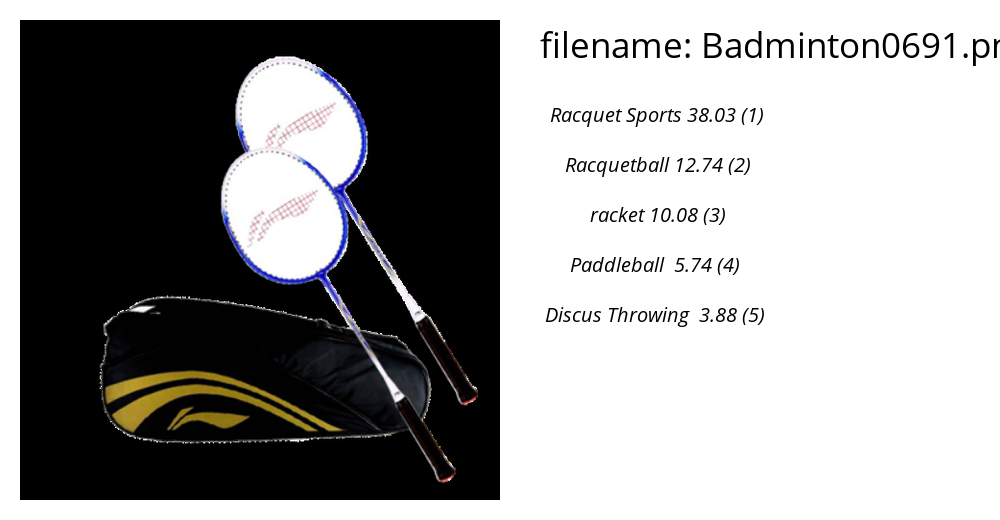 filename: Badminton0691.pn
Racquet Sports 38.03 (1)
Racquetball 12.74 (2)
racket 10.08 (3)
Paddleball 5.74 (4)
Discus Throwing 3.88 (5)